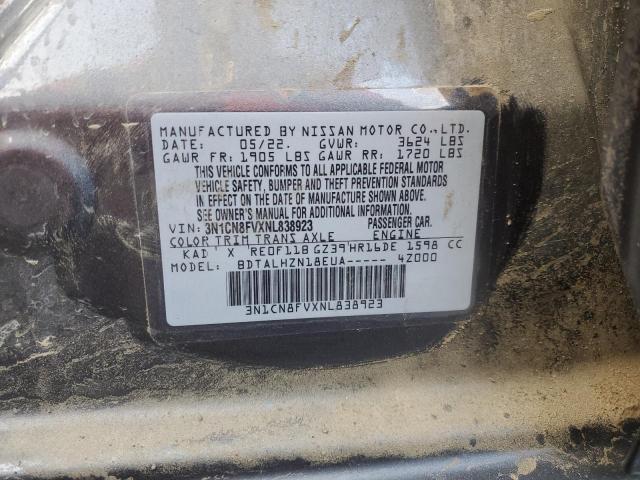 MANUFACTURED BY NISSAN MOTOR CO.,LTD.
DATE: 05/22. GVWR: 3624 LBS
GAWR FR: 1905 LBS GAWR RR: 1720 LBS
THIS VEHICLE CONFORMS TO ALL APPLICABLE FEDERAL MOTOR
VEHICLE SAFETY, BUMPER AND THEFT PREVENTION STANDARDS
IN EFFECT ON THE DATE OF MANUFACTURE SHOWN ABOVE.
SEE OWNER'S MANUAL FOR ADDITIONAL INFORMATION.
VIN: 3N1CN8FVXNL838923 PASSENGER CAR.
COLOR TRIM TRANS AXLE ENGINE
KAD X RE0F11B GZ39 HR16DE 1598 CC
MODEL: BDTALHZN18EUA----- 4Z000
3N1CN8FVXNL838923